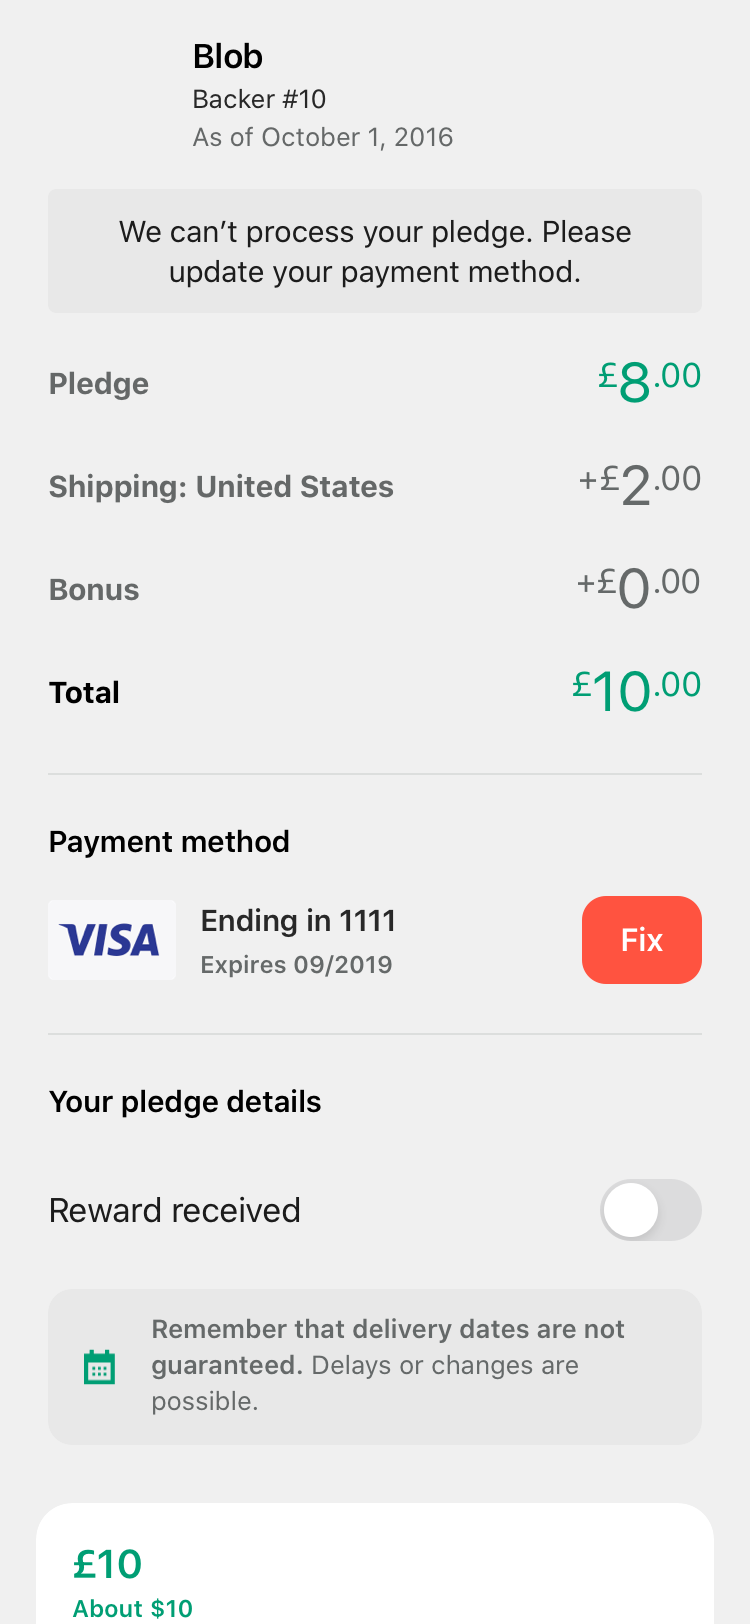 Blob
Backer #10
As of October 1, 2016
We can’t process your pledge. Please
update your payment method.
Pledge £8.00
Shipping: United States +£2.00
Bonus +£0.00
Total £10.00
Payment method
VISA
Ending in 1111
Expires 09/2019
Fix
Your pledge details
Reward received
Remember that delivery dates are not
guaranteed. Delays or changes are
possible.
£10
About $10